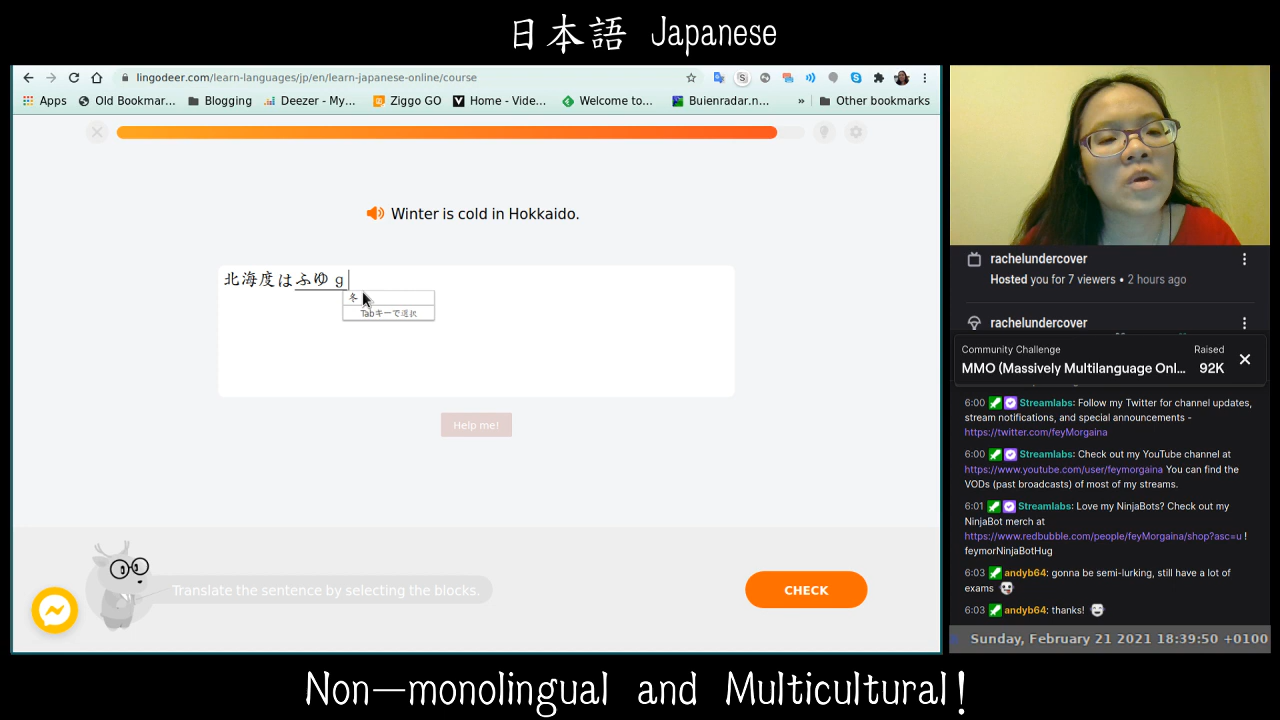 日本語 Japanese
lingodeer.com/learn-languages/jp/en/learn-japanese-online/course
Apps Old Bookmar... Blogging Deezer - My... Ziggo GO Home - Vide... Welcome to... Buienradar.n... » Other bookmarks
Winter is cold in Hokkaido.
北海度はふゆ g
冬
Tabキーで選択
Help me!
Translate the sentence by selecting the blocks.
CHECK
rachelundercover
Hosted you for 7 viewers • 2 hours ago
rachelundercover
Community Challenge Raised
MMO (Massively Multilanguage Onl... 92K
6:00 Streamlabs: Follow my Twitter for channel updates,
stream notifications, and special announcements -
https://twitter.com/feyMorgaina
6:00 Streamlabs: Check out my YouTube channel at
https://www.youtube.com/user/feymorgaina You can find the
VODs (past broadcasts) of most of my streams.
6:01 Streamlabs: Love my NinjaBots? Check out my
NinjaBot merch at
https://www.redbubble.com/people/feyMorgaina/shop?asc=u !
feymorNinjaBotHug
6:03 andyb64: gonna be semi-lurking, still have a lot of
exams
6:03 andyb64: thanks!
Sunday, February 21 2021 18:39:50 +0100
Non-monolingual and Multicultural!